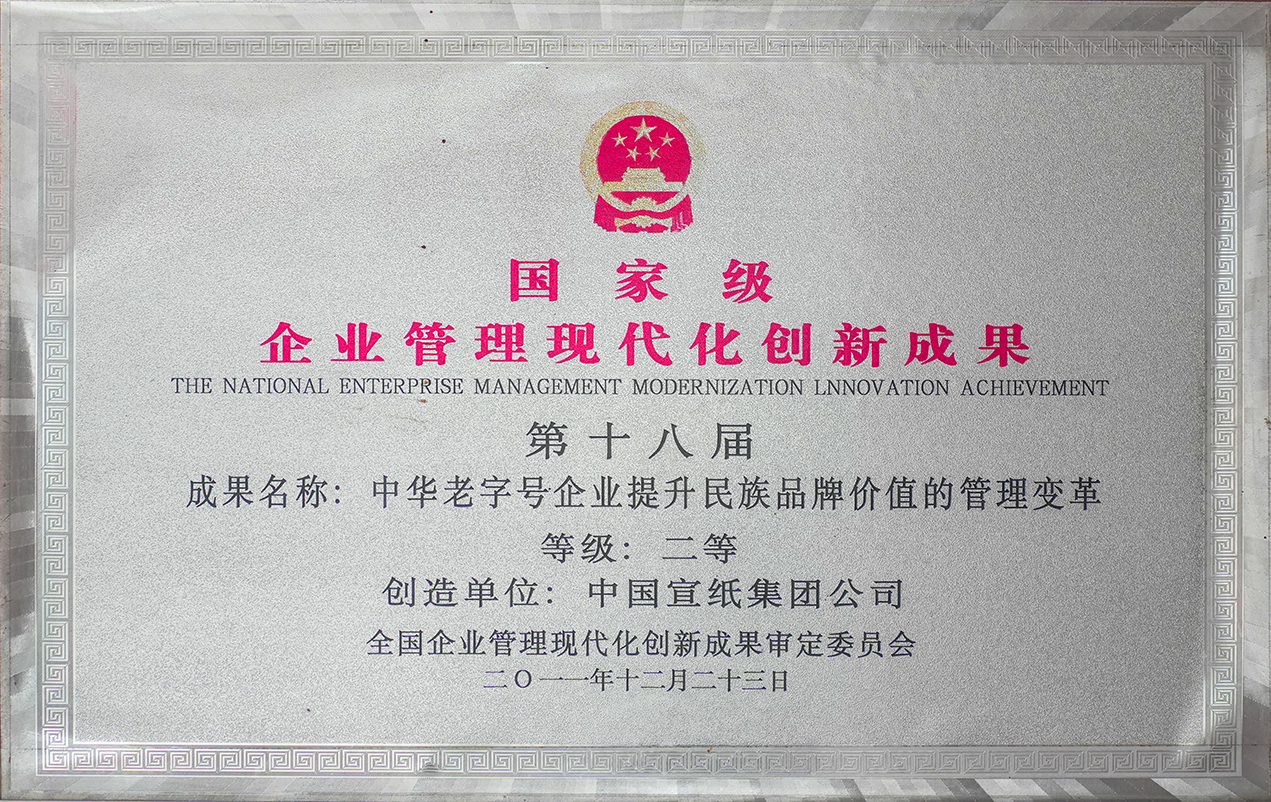 国家级
企业管理现代化创新成果
THE NATIONAL ENTERPRISE MANAGEMENT MODERNIZATION LNNOVATION ACHIEVEMENT
第十八届
成果名称：中华老字号企业提升民族品牌价值的管理变革
等级：二等
创造单位：中国宣纸集团公司
全国企业管理现代化创新成果审定委员会
二〇一一年十二月二十三日